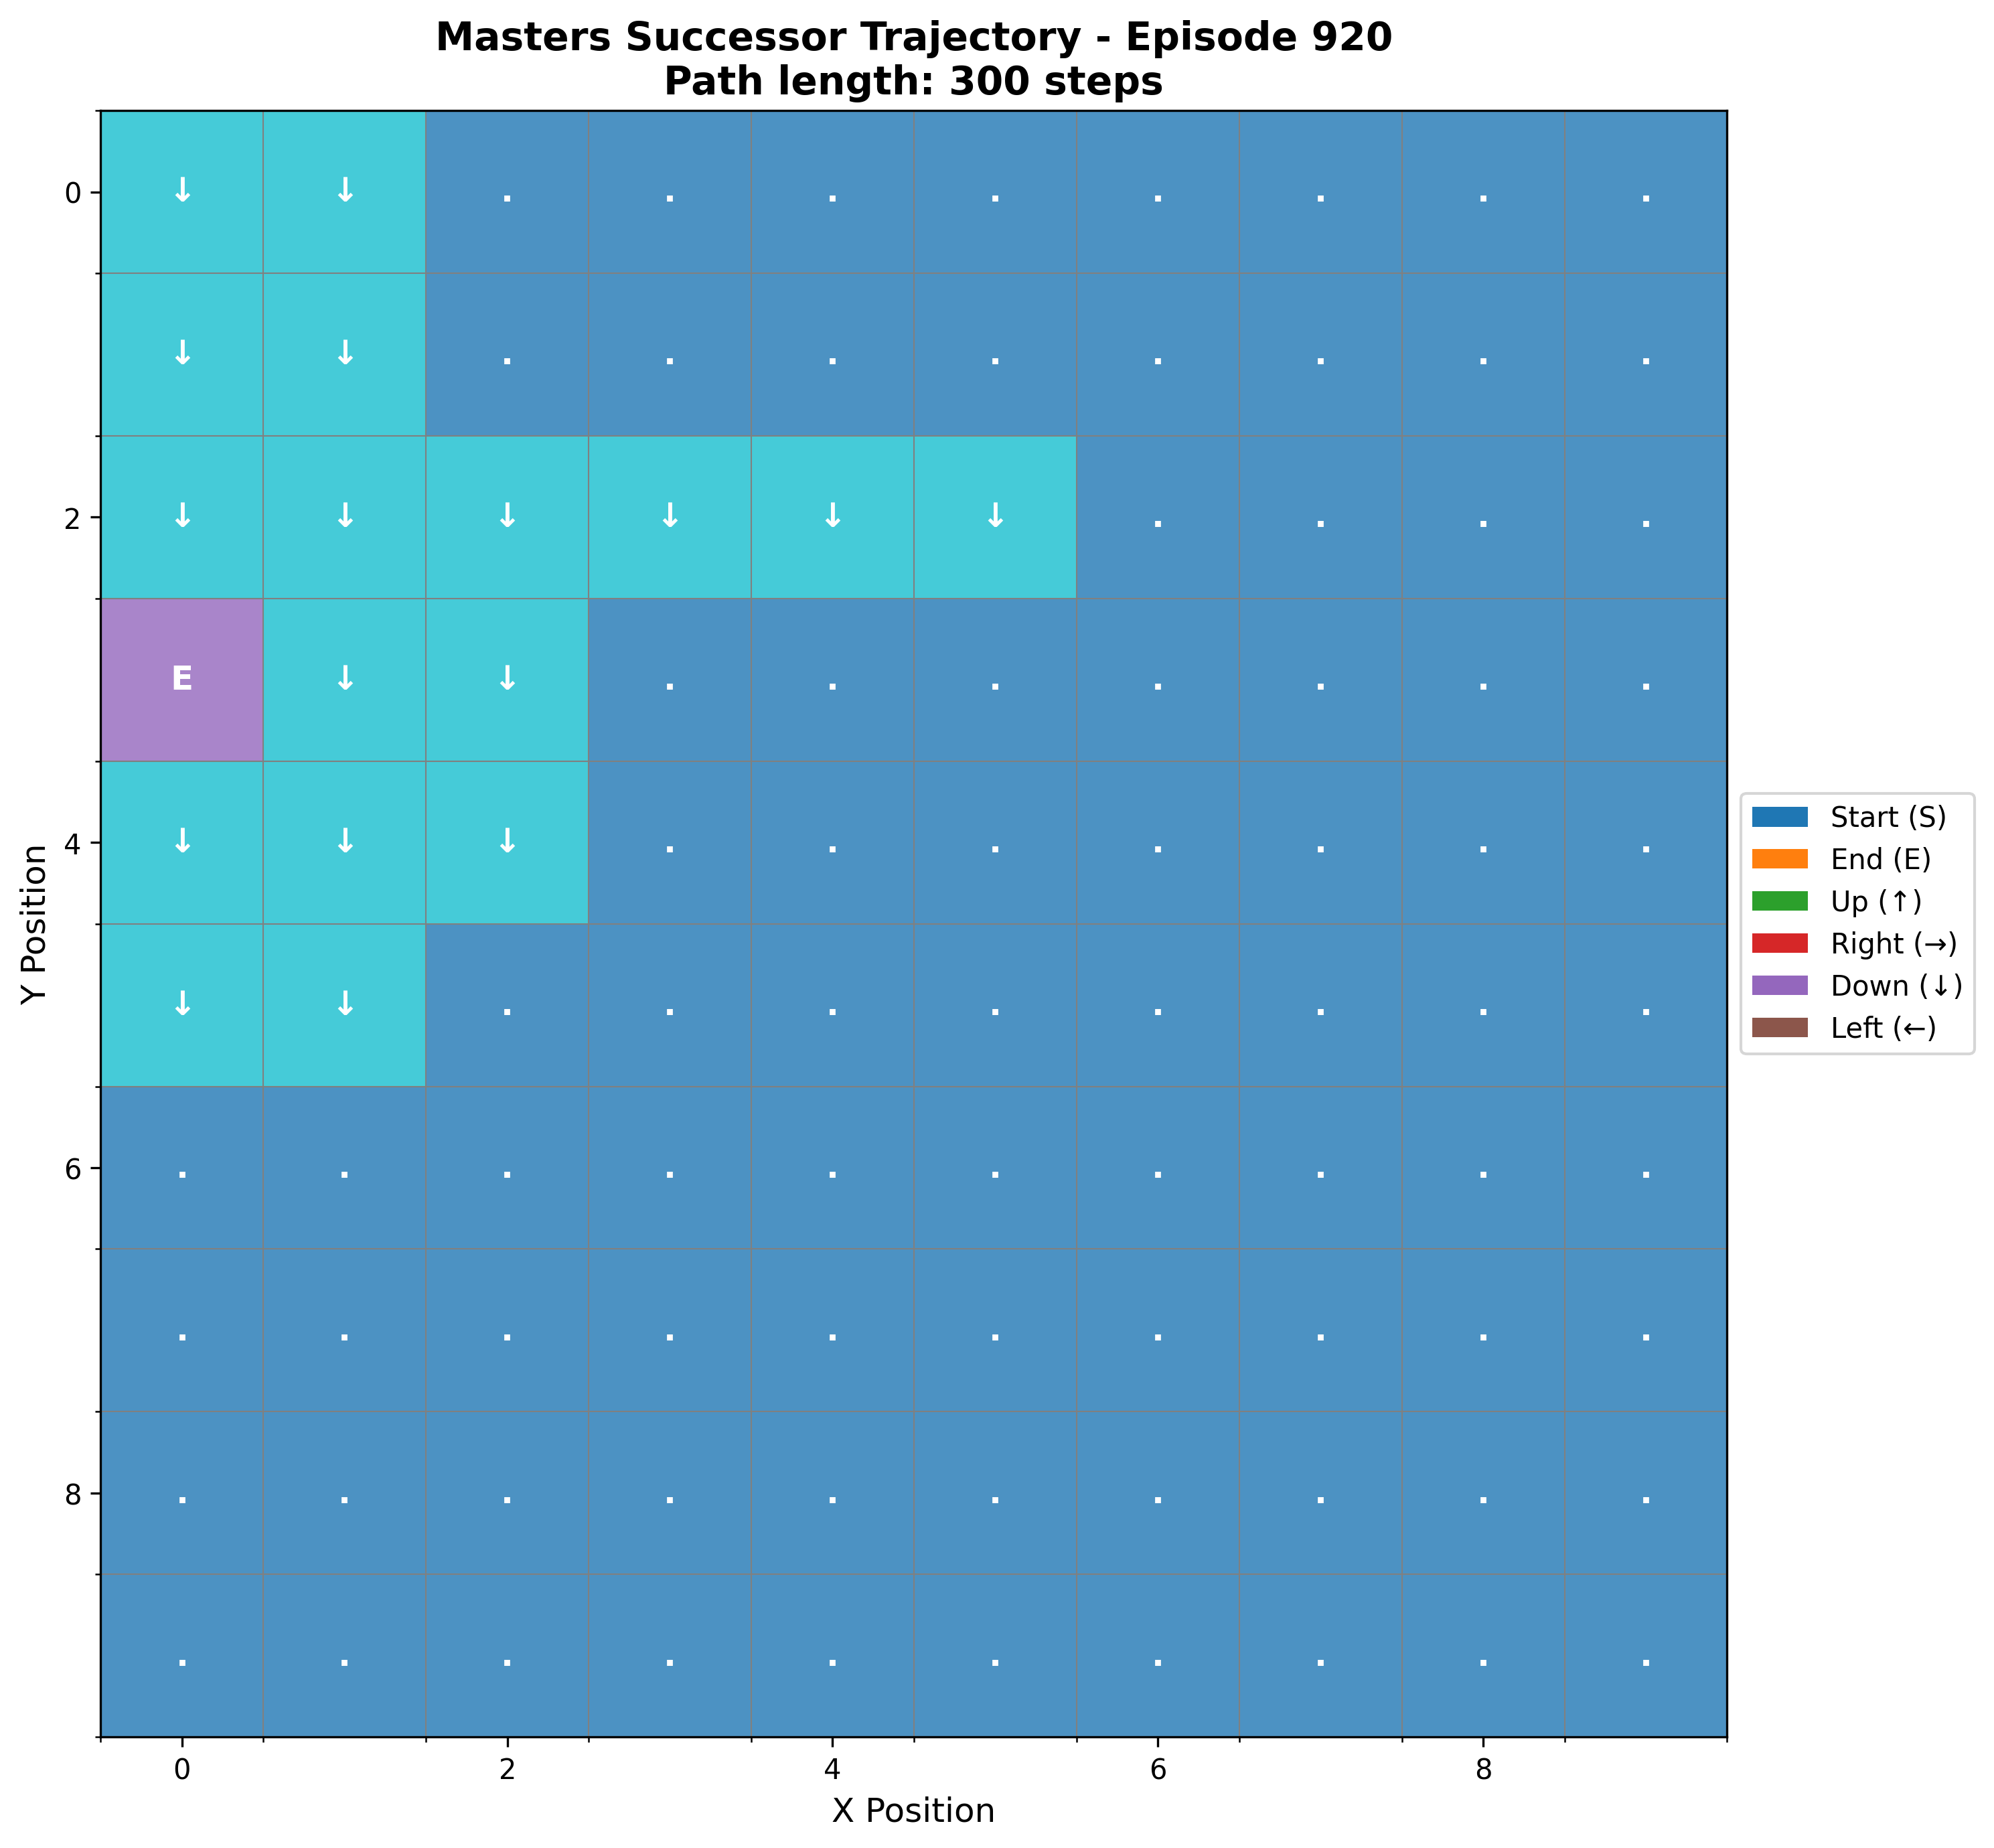 Masters Successor Trajectory - Episode 920
Path length: 300 steps
0 ↓ ↓ . . . . . . . .
↓ ↓ . . . . . . . .
2 ↓ ↓ ↓ ↓ ↓ ↓ . . . .
E ↓ ↓ . . . . . . .
4 ↓ ↓ ↓ . . . . . . .
↓ ↓ . . . . . . . .
6 . . . . . . . . . .
. . . . . . . . . .
8 . . . . . . . . . .
. . . . . . . . . .
0 2 4 6 8
X Position
Y Position
Start (S)
End (E)
Up (↑)
Right (→)
Down (↓)
Left (←)